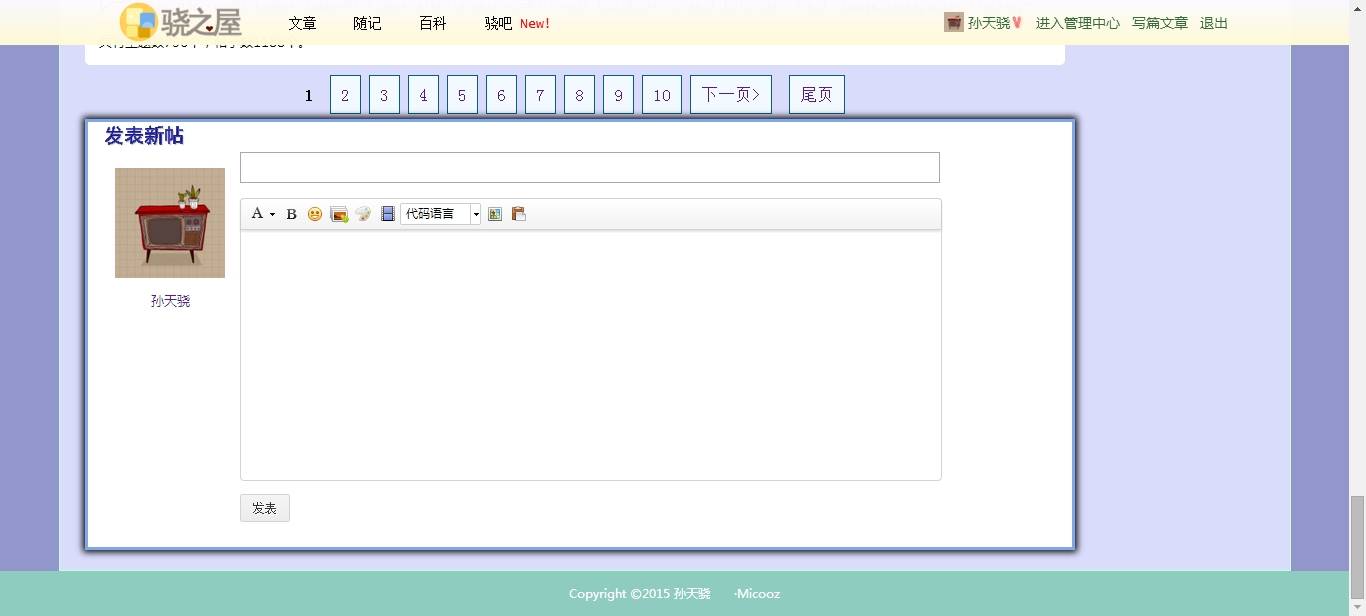 骁之屋 文章 随记 百科 骁吧 New! 孙天骁 V 进入管理中心 写篇文章 退出
1 2 3 4 5 6 7 8 9 10 下一页> 尾页
发表新帖
A B 代码语言
孙天骁
发表
Copyright ©2015 孙天骁 ·Micooz